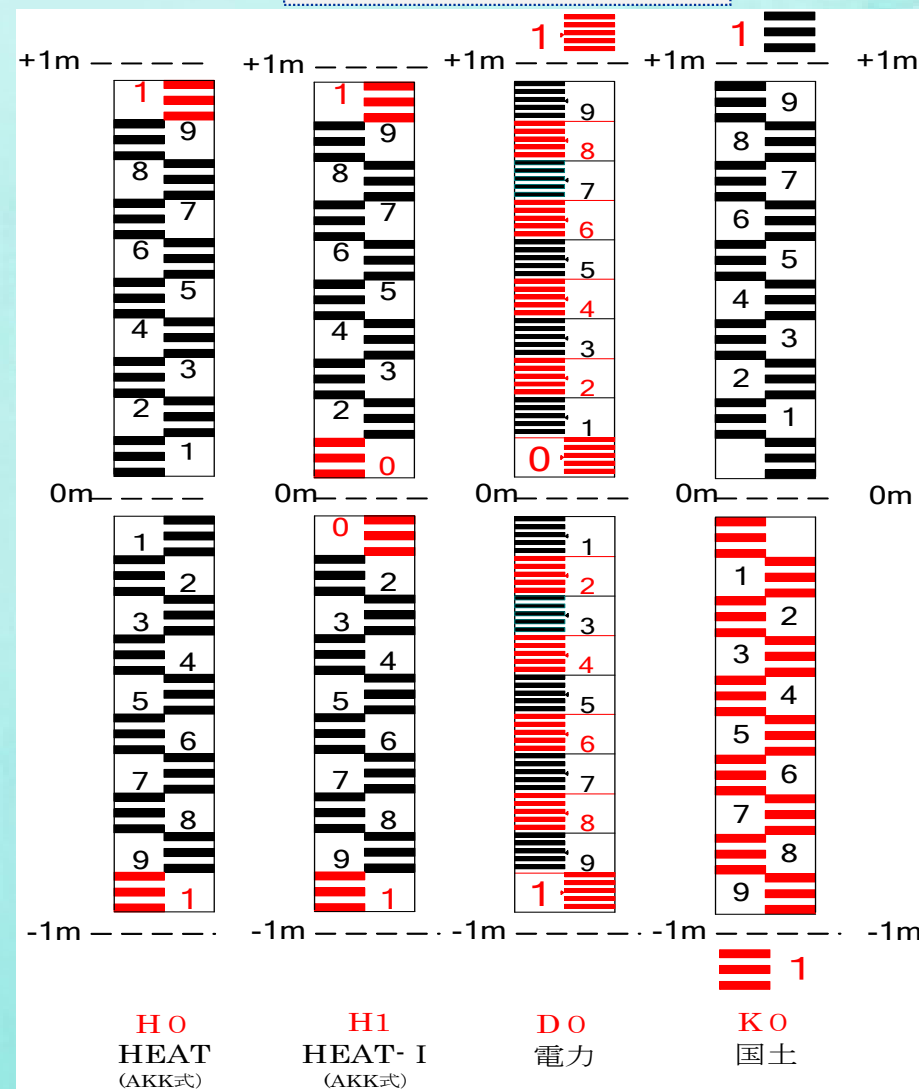 1 1
+1m +1m +1m +1m +1m
1 1 9 9
9 9 8 8
8 8 7 7
7 7 6 6
6 6 5 5
5 5 4 4
4 4 3 3
3 3 2 2
2 2 1 1
1 0 0
0m 0m 0m 0m 0m
1 0 1
2 2 2 1
3 3 3 2
4 4 4 3
5 5 5 4
6 6 6 5
7 7 7 6
8 8 8 7
9 9 9 8
1 1 1 9
-1m -1m -1m -1m -1m
1
H0 H1 D0 K0
HEAT HEAT-I 電力 国土
(AKK式) (AKK式)